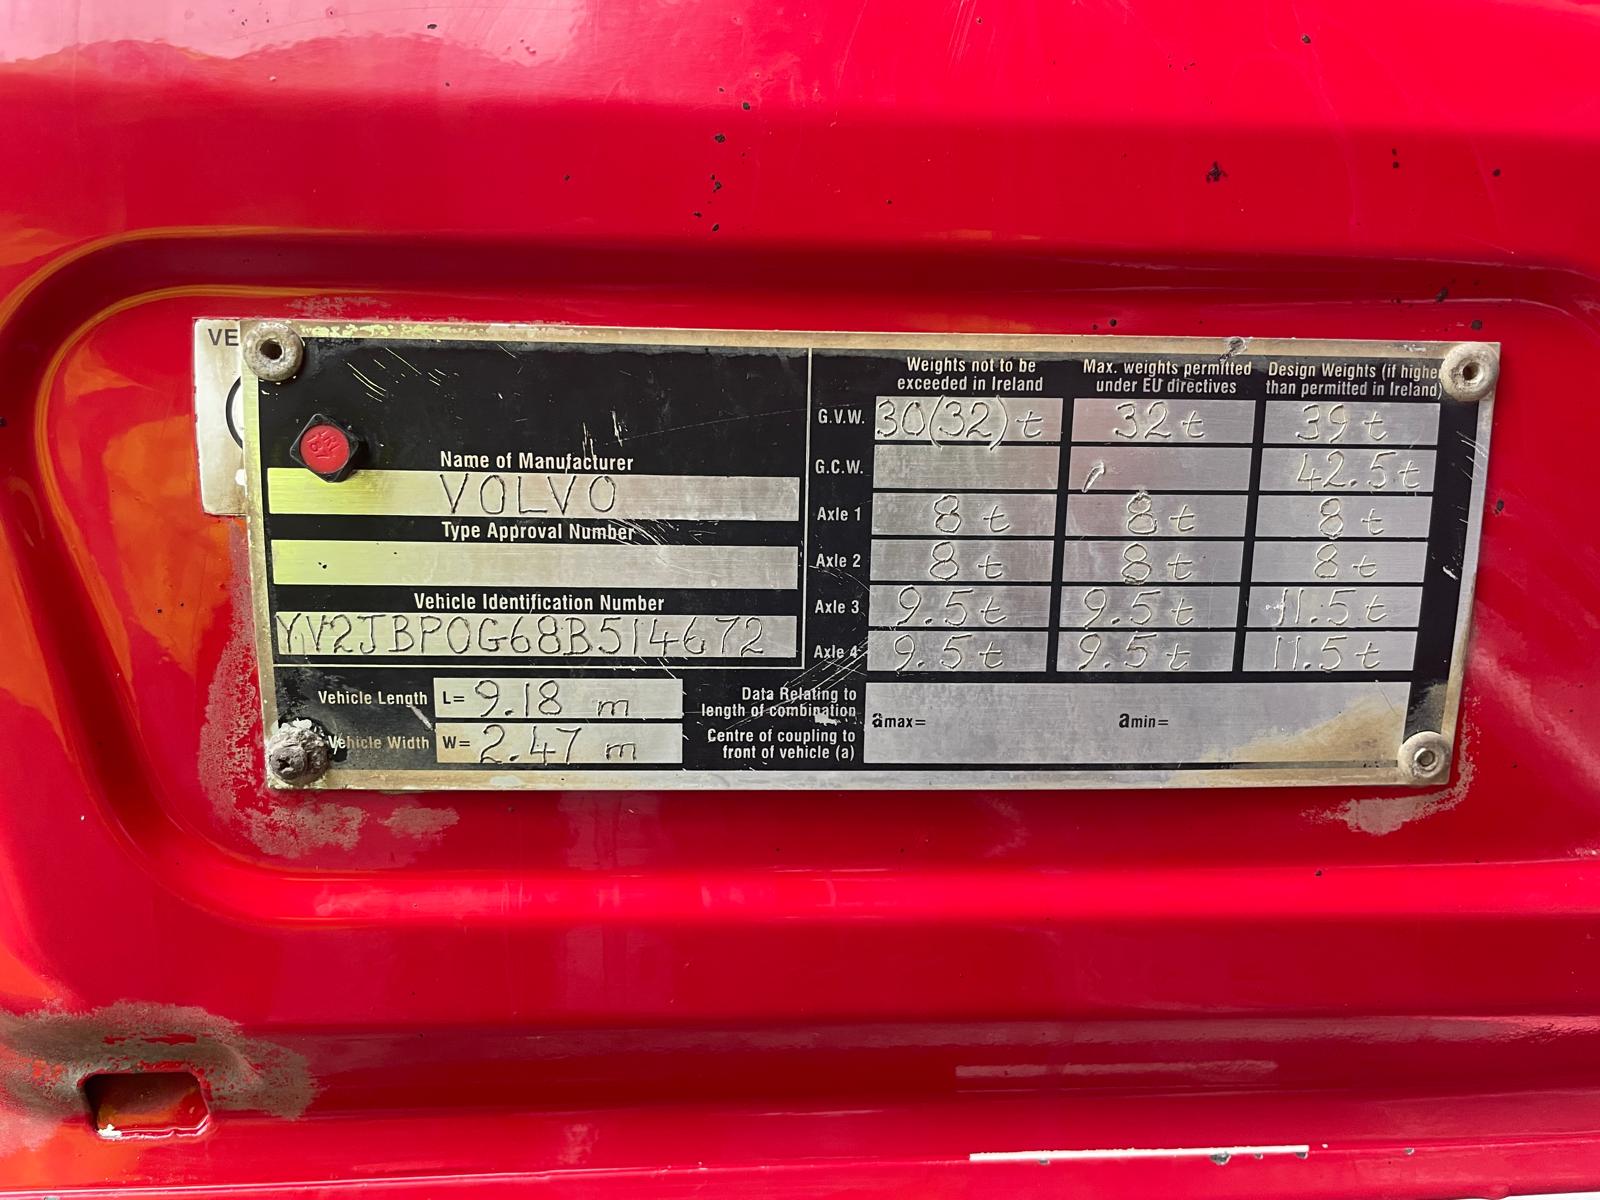 VE
Name of Manufacturer
VOLVO
Type Approval Number
Vehicle Identification Number
YV2JBP0G68B514672
Vehicle Length L= 9.18 m
Vehicle Width W= 2.47 m
Weights not to be exceeded in Ireland
Max. weights permitted under EU directives
Design Weights (if higher than permitted in Ireland)
G.V.W. 30(32)t 32t 39t
G.C.W. 42.5t
Axle 1 8t 8t 8t
Axle 2 8t 8t 8t
Axle 3 9.5t 9.5t 11.5t
Axle 4 9.5t 9.5t 11.5t
Data Relating to
length of combination
Centre of coupling to
front of vehicle (a)
amax= amin=